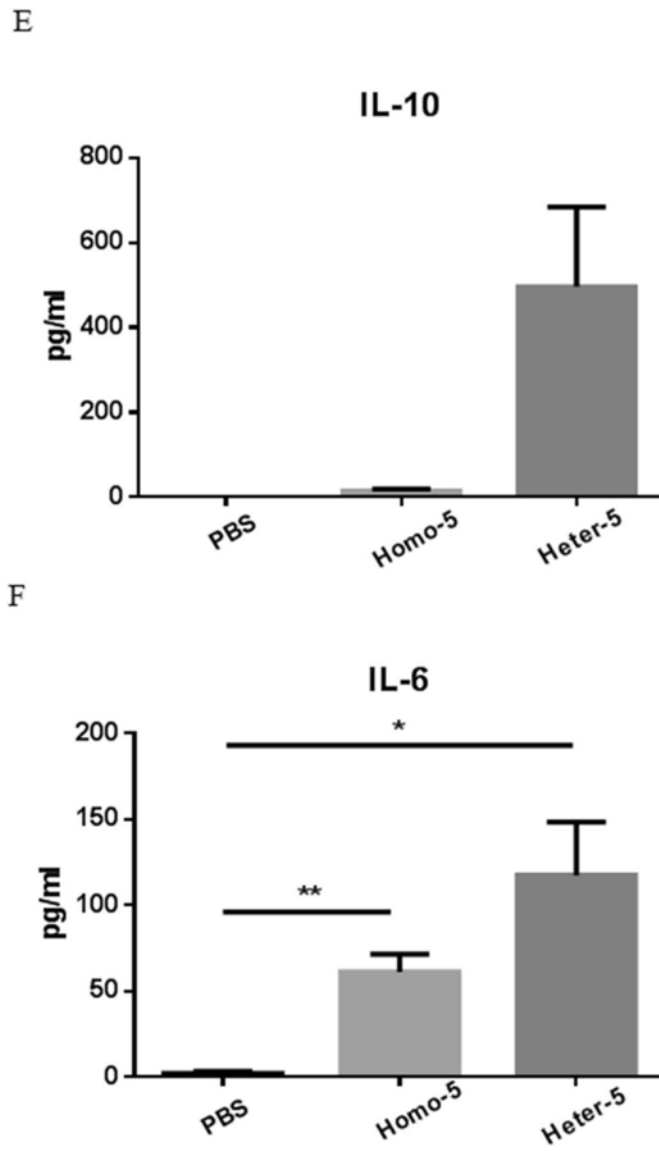 E
IL-10
800
600
400
200
0
pg/ml
PBS
Homo-5
Heter-5
F
IL-6
200
150
100
50
0
pg/ml
*
**
PBS
Homo-5
Heter-5